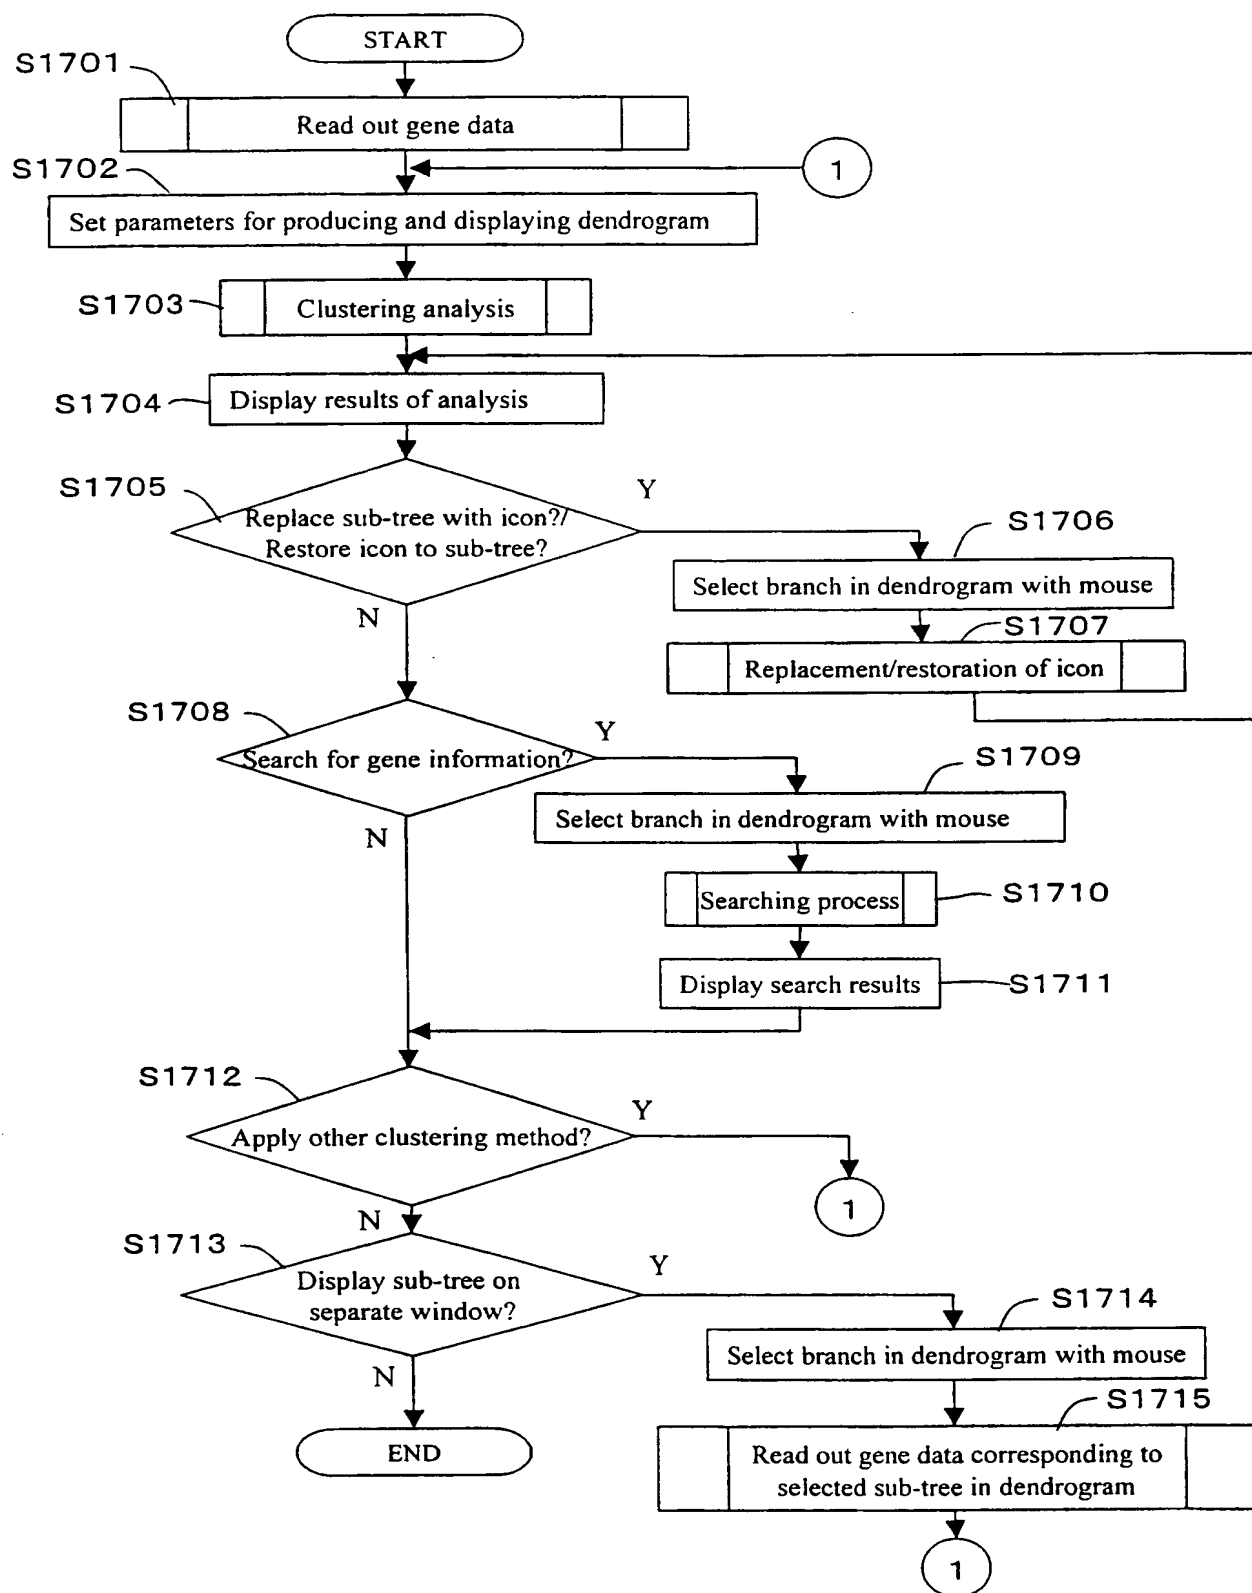 START
S1701
Read out gene data
S1702
1
Set parameters for producing and displaying dendrogram
S1703
Clustering analysis
S1704
Display results of analysis
S1705
Y
Replace sub-tree with icon?/
Restore icon to sub-tree?
S1706
Select branch in dendrogram with mouse
N
S1707
Replacement/restoration of icon
S1708
Y
Search for gene information?
S1709
Select branch in dendrogram with mouse
N
Searching process
S1710
Display search results
S1711
S1712
Y
Apply other clustering method?
1
N
S1713
Y
Display sub-tree on
separate window?
S1714
Select branch in dendrogram with mouse
N
S1715
END
Read out gene data corresponding to
selected sub-tree in dendrogram
1